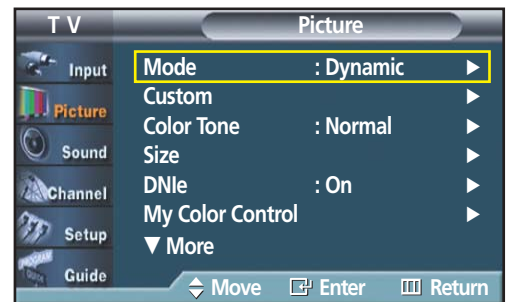 T V
Picture
Input
Picture
Sound
Channel
Setup
Guide
Mode : Dynamic ►
Custom ►
Color Tone : Normal ►
Size ►
DNIe : On ►
My Color Control ►
▼ More
Move Enter Return